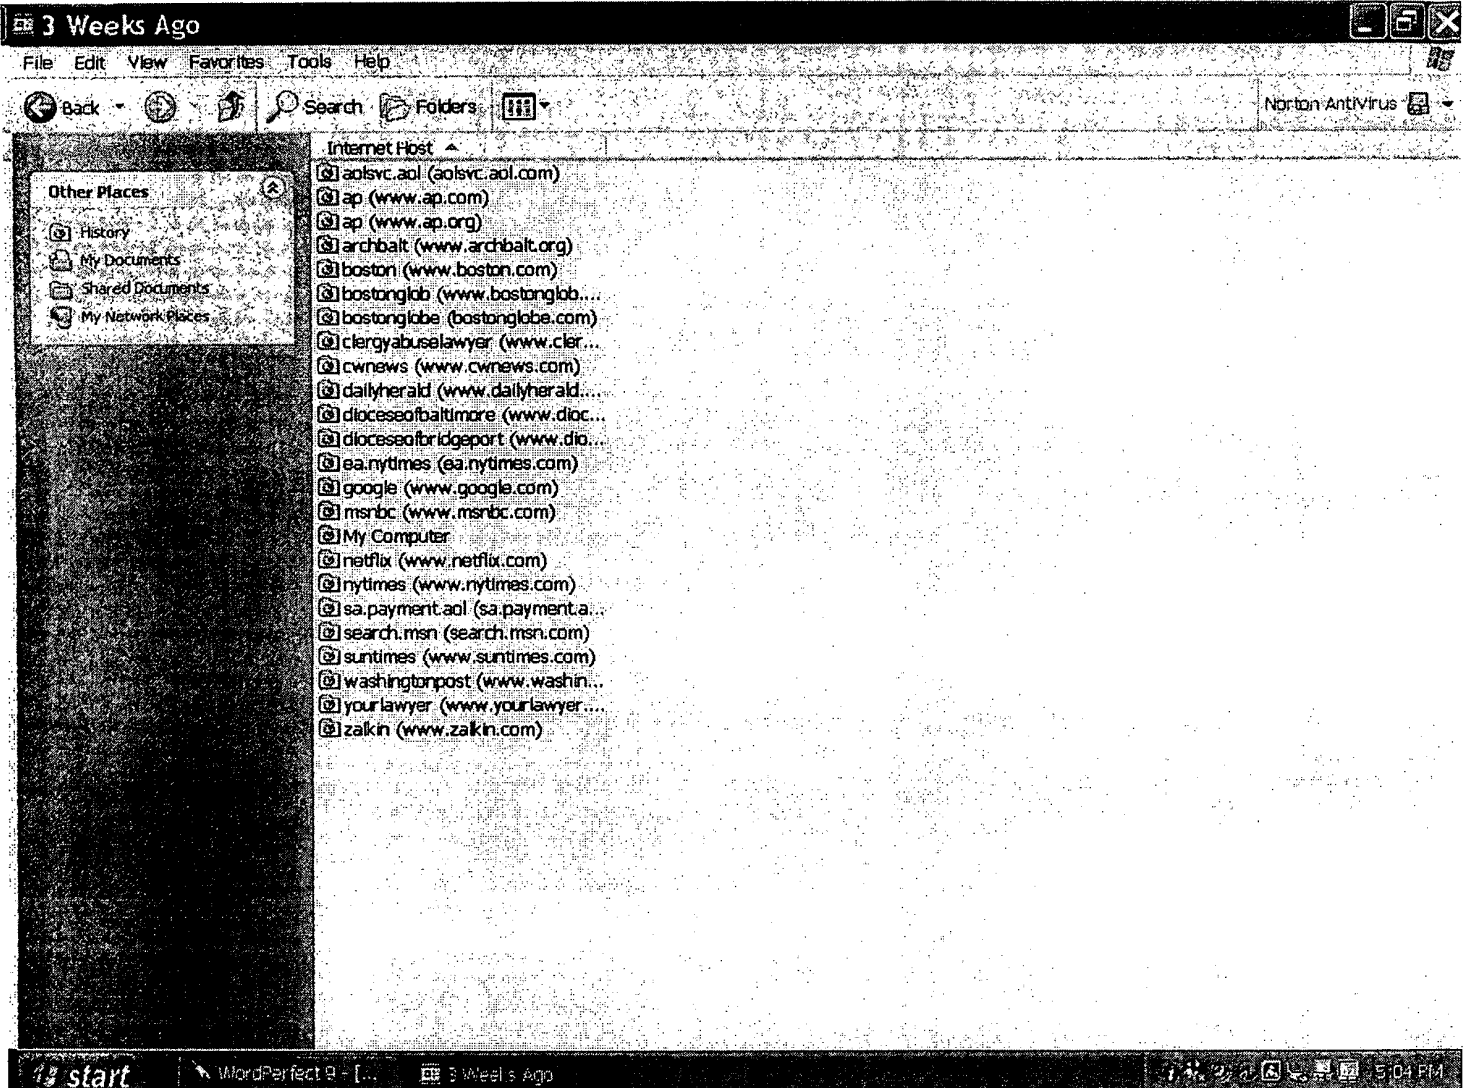 3 Weeks Ago
File Edit View Favorites Tools Help
Back Search Folders Norton AntiVirus
Internet Host
Other Places
History
My Documents
Shared Documents
My Network Places
aolsvc.aol (aolsvc.aol.com)
ap (www.ap.com)
ap (www.ap.org)
archbalt (www.archbalt.org)
boston (www.boston.com)
bostonglob (www.bostonglob....
bostonglobe (bostonglobe.com)
clergyabuselawyer (www.cler...
cwnews (www.cwnews.com)
dailyherald (www.dailyherald....
dioceseofbaltimore (www.dioc...
dioceseofbridgeport (www.dio...
ea.nytimes (ea.nytimes.com)
google (www.google.com)
msnbc (www.msnbc.com)
My Computer
netflix (www.netflix.com)
nytimes (www.nytimes.com)
sa.payment.aol (sa.payment.a...
search.msn (search.msn.com)
suntimes (www.suntimes.com)
washingtonpost (www.washin...
yourlawyer (www.yourlawyer....
zalkin (www.zalkin.com)
start WordPerfect 9 - [... 3 Weeks Ago 5:04 PM